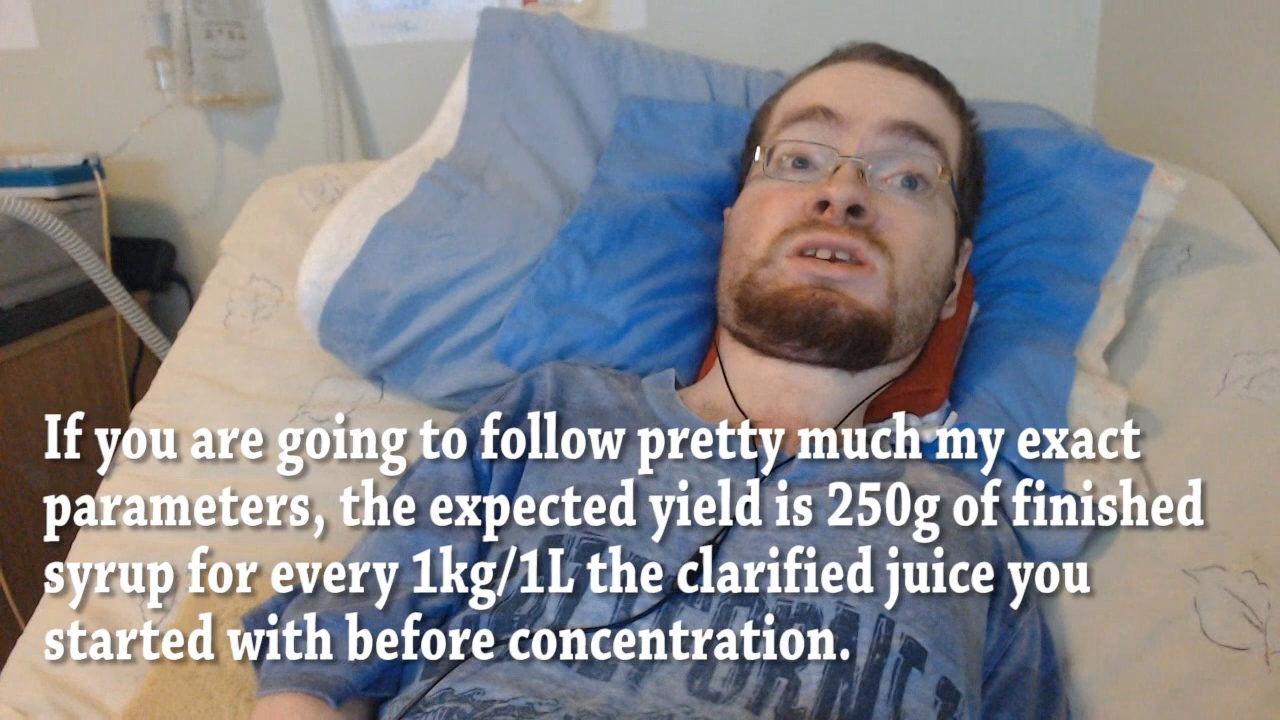 If you are going to follow pretty much my exact
parameters, the expected yield is 250g of finished
syrup for every 1kg/1L the clarified juice you
started with before concentration.